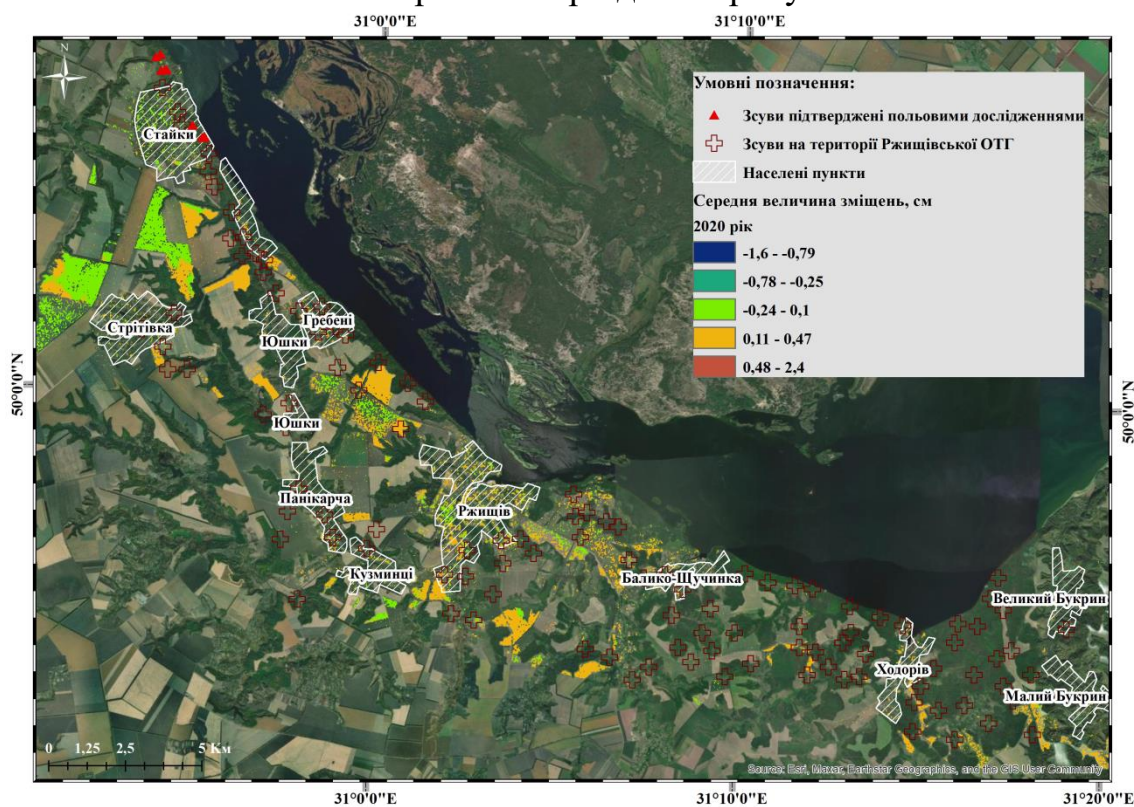 31°0'0"E
31°10'0"E
N
Умовні позначення:
Зсуви підтверджені польовими дослідженнями
Зсуви на території Ржищівської ОТГ
Населені пункти
Середня величина зміщень, см
2020 рік
-1,6 - -0,79
-0,78 - -0,25
-0,24 - 0,1
0,11 - 0,47
0,48 - 2,4
Стайки
Стрітівка
Гребені
Юшки
50°0'0"N
50°0'0"N
Юшки
Панікарча
Ржищів
Кузминці
Балико-Щучинка
Великий Букрин
Ходорів
Малий Букрин
0 1,25 2,5 5 Км
Source: Esri, Maxar, Earthstar Geographics, and the GIS User Community
31°0'0"E
31°10'0"E
31°20'0"E